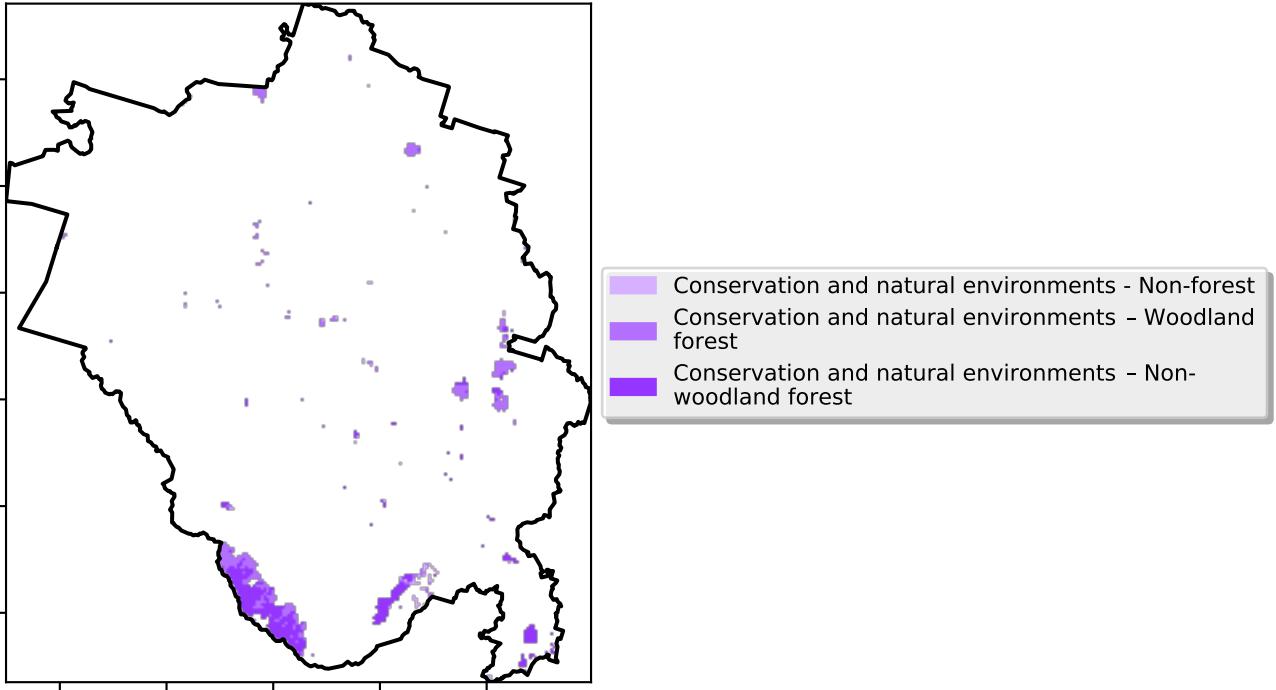 Conservation and natural environments - Non-forest
Conservation and natural environments – Woodland
forest
Conservation and natural environments – Non-
woodland forest